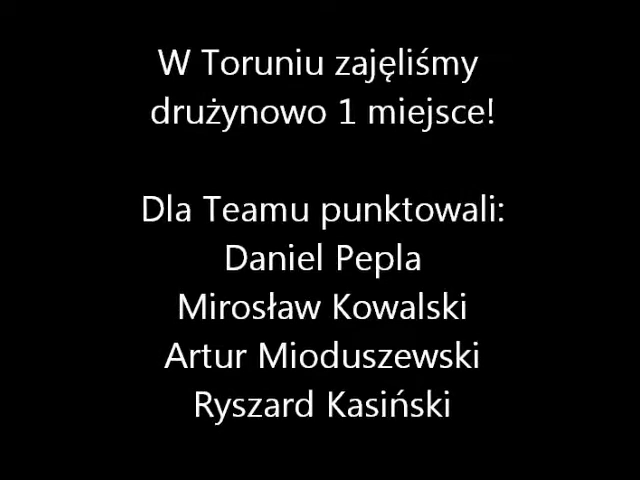 W Toruniu zajęliśmy
drużynowo 1 miejsce!
Dla Teamu punktowali:
Daniel Pepla
Mirosław Kowalski
Artur Mioduszewski
Ryszard Kasiński